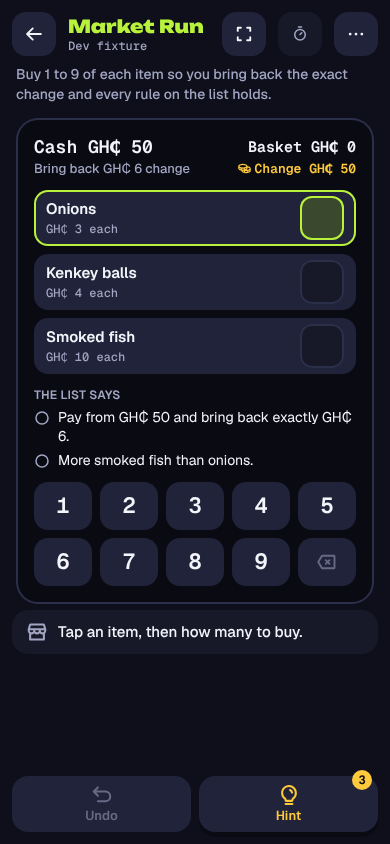 Market Run
Dev fixture
Buy 1 to 9 of each item so you bring back the exact
change and every rule on the list holds.
Cash GH₵ 50
Basket GH₵ 0
Bring back GH₵ 6 change
Change GH₵ 50
Onions
GH₵ 3 each
Kenkey balls
GH₵ 4 each
Smoked fish
GH₵ 10 each
THE LIST SAYS
Pay from GH₵ 50 and bring back exactly GH₵
6.
More smoked fish than onions.
1 2 3 4 5
6 7 8 9
Tap an item, then how many to buy.
3
Undo
Hint